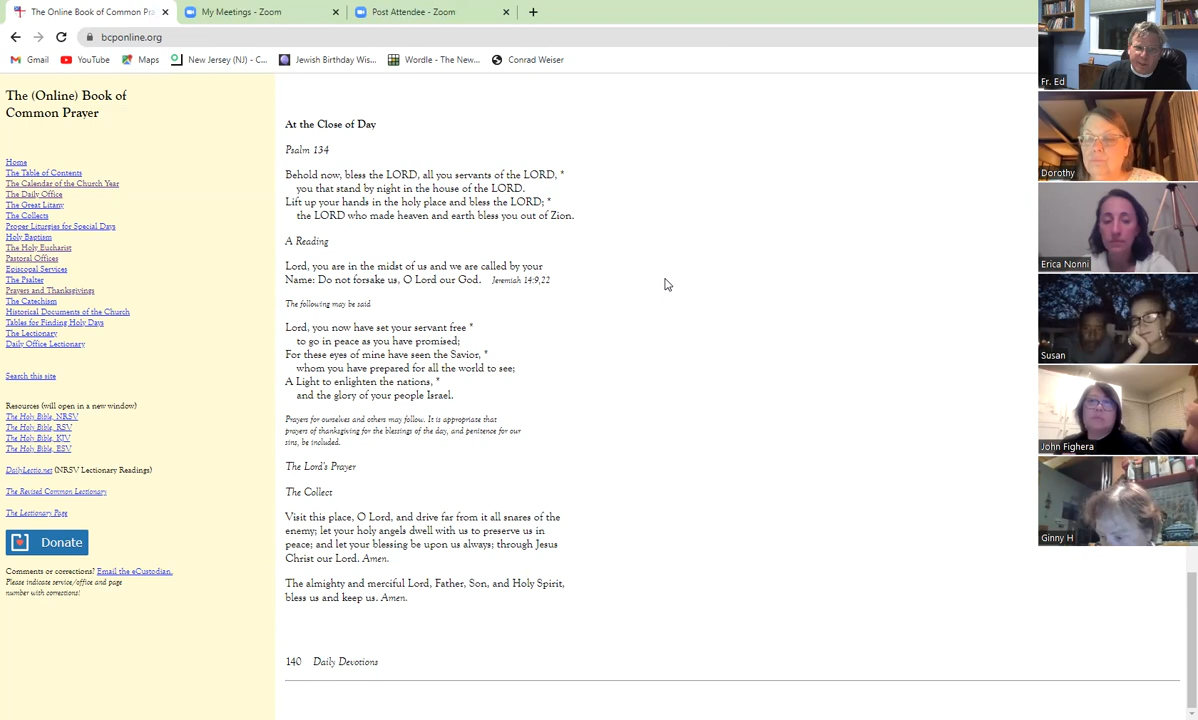 The Online Book of Common Pra
My Meetings - Zoom
Post Attendee - Zoom
bcponline.org
Gmail
YouTube
Maps
New Jersey (NJ) - C...
Jewish Birthday Wis...
Wordle - The New...
Conrad Weiser
The (Online) Book of
Common Prayer
Home
The Table of Contents
The Calendar of the Church Year
The Daily Office
The Great Litany
The Collects
Proper Liturgies for Special Days
Holy Baptism
The Holy Eucharist
Pastoral Offices
Episcopal Services
The Psalter
Prayers and Thanksgivings
The Catechism
Historical Documents of the Church
Tables for Finding Holy Days
The Lectionary
Daily Office Lectionary
Search this site
Resources (will open in a new window)
The Holy Bible, NRSV
The Holy Bible, RSV
The Holy Bible, KJV
The Holy Bible, ESV
DailyLectio.net (NRSV Lectionary Readings)
The Revised Common Lectionary
The Lectionary Page
Donate
Comments or corrections? Email the eCustodian.
Please indicate service/office and page
number with corrections!
At the Close of Day
Psalm 134
Behold now, bless the LORD, all you servants of the LORD, *
you that stand by night in the house of the LORD.
Lift up your hands in the holy place and bless the LORD; *
the LORD who made heaven and earth bless you out of Zion.
A Reading
Lord, you are in the midst of us and we are called by your
Name: Do not forsake us, O Lord our God. Jeremiah 14:9,22
The following may be said
Lord, you now have set your servant free *
to go in peace as you have promised;
For these eyes of mine have seen the Savior, *
whom you have prepared for all the world to see;
A Light to enlighten the nations, *
and the glory of your people Israel.
Prayers for ourselves and others may follow. It is appropriate that
prayers of thanksgiving for the blessings of the day, and penitence for our
sins, be included.
The Lord's Prayer
The Collect
Visit this place, O Lord, and drive far from it all snares of the
enemy; let your holy angels dwell with us to preserve us in
peace; and let your blessing be upon us always; through Jesus
Christ our Lord. Amen.
The almighty and merciful Lord, Father, Son, and Holy Spirit,
bless us and keep us. Amen.
140 Daily Devotions
Fr. Ed
Dorothy
Erica Nonni
Susan
John Fighera
Ginny H